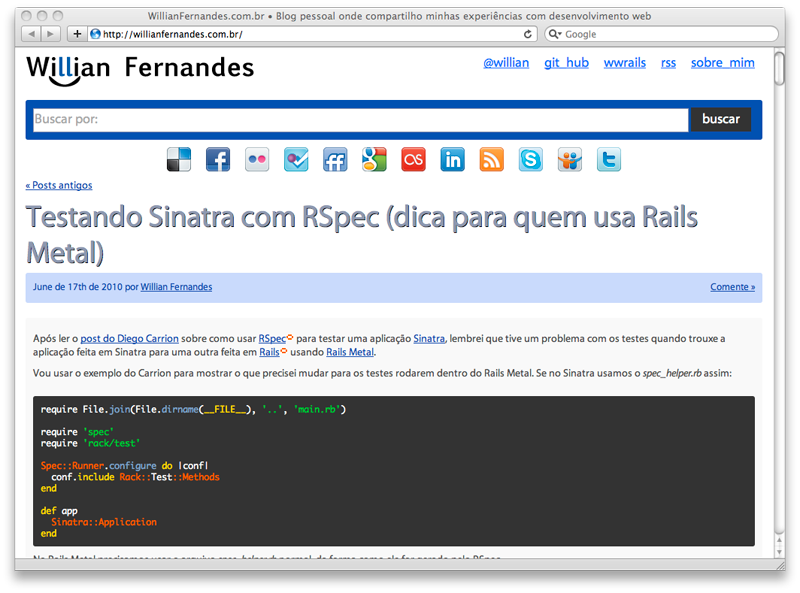 WillianFernandes.com.br • Blog pessoal onde compartilho minhas experiências com desenvolvimento web
http://willianfernandes.com.br/
Google
Willian Fernandes
@willian git_hub wwrails rss sobre_mim
Buscar por: buscar
« Posts antigos
Testando Sinatra com RSpec (dica para quem usa Rails
Metal)
June de 17th de 2010 por Willian Fernandes Comente »
Após ler o post do Diego Carrion sobre como usar RSpec para testar uma aplicação Sinatra, lembrei que tive um problema com os testes quando trouxe a
aplicação feita em Sinatra para uma outra feita em Rails usando Rails Metal.
Vou usar o exemplo do Carrion para mostrar o que precisei mudar para os testes rodarem dentro do Rails Metal. Se no Sinatra usamos o spec_helper.rb assim:
require File.join(File.dirname(__FILE__), '..', 'main.rb')
require 'spec'
require 'rack/test'
Spec::Runner.configure do |conf|
conf.include Rack::Test::Methods
end
def app
Sinatra::Application
end